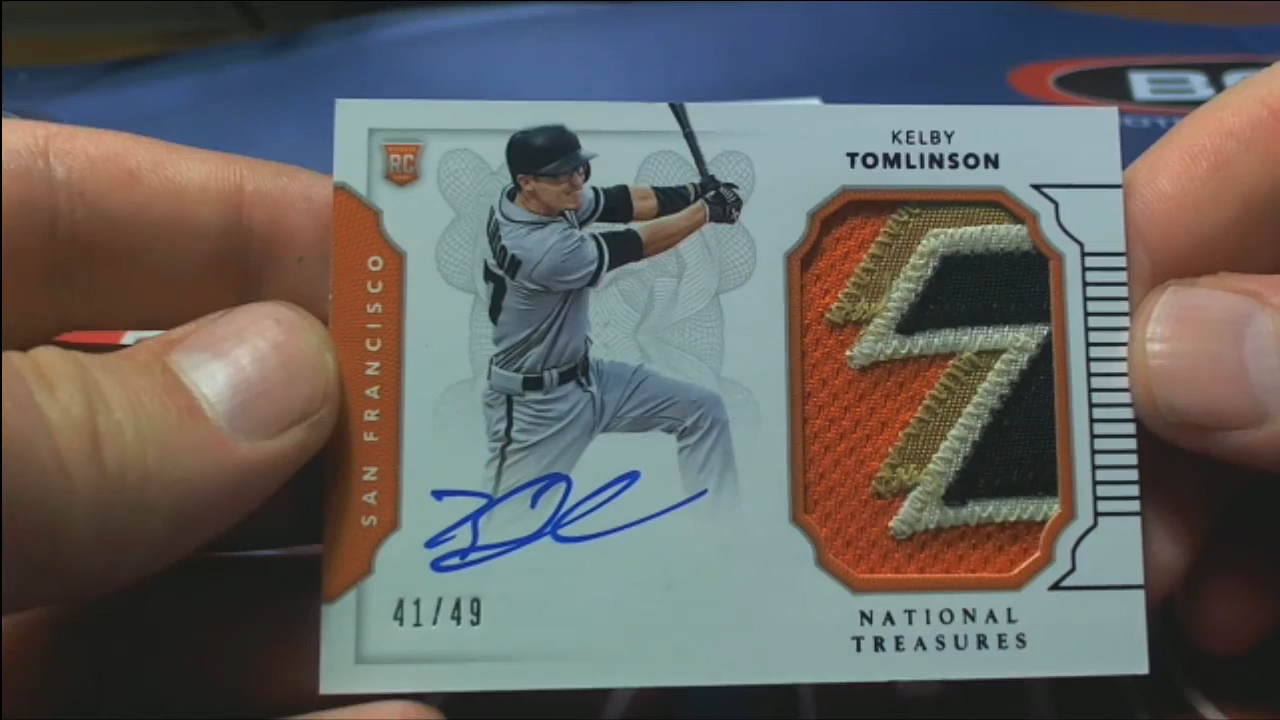 RC
KELBY
TOMLINSON
SAN FRANCISCO
41/49
NATIONAL
TREASURES